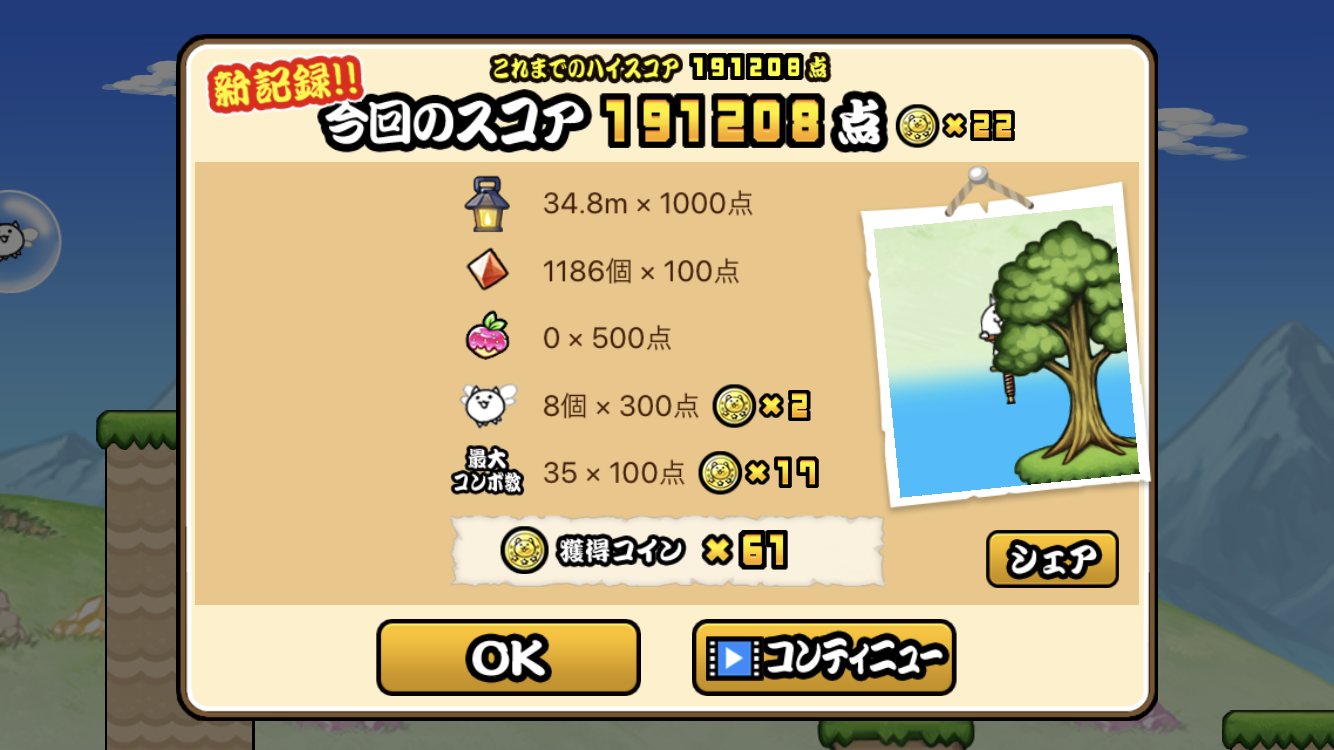 これまでのハイスコア 191208点
新記録!!
今回のスコア 191208点 ×22
34.8m × 1000点
1186個 × 100点
0 × 500点
8個 × 300点 ×2
最大
コンボ数 35 × 100点 ×17
獲得コイン ×61
シェア
OK
コンティニュー